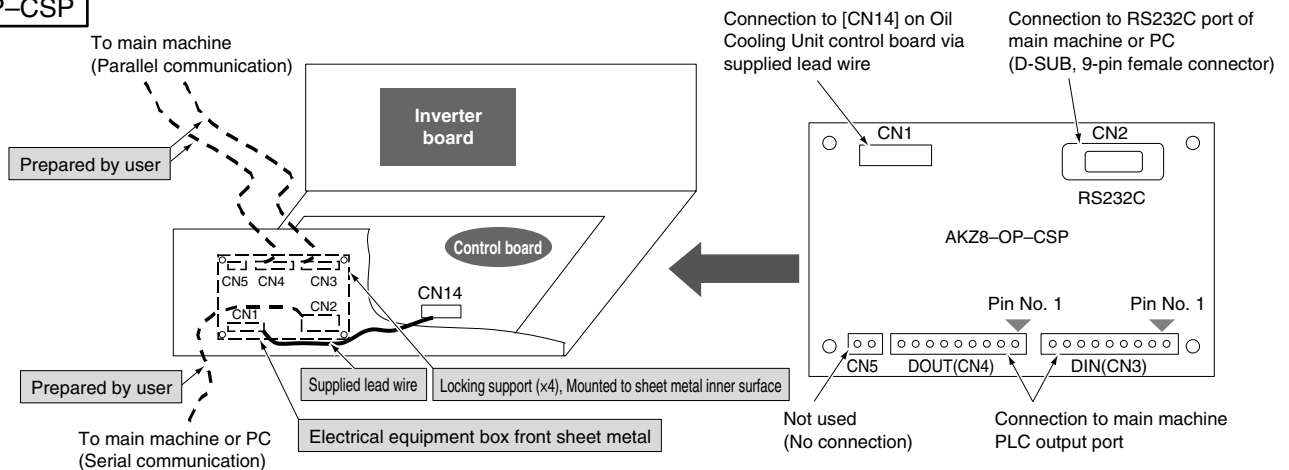 P–CSP
To main machine
(Parallel communication)
Prepared by user
Inverter
board
Control board
CN5 CN4 CN3
CN1
CN2
CN14
Prepared by user
Supplied lead wire
Locking support (×4), Mounted to sheet metal inner surface
Electrical equipment box front sheet metal
To main machine or PC
(Serial communication)
Connection to [CN14] on Oil
Cooling Unit control board via
supplied lead wire
Connection to RS232C port of
main machine or PC
(D-SUB, 9-pin female connector)
CN1
CN2
RS232C
AKZ8–OP–CSP
Pin No. 1
Pin No. 1
CN5
DOUT(CN4)
DIN(CN3)
Not used
(No connection)
Connection to main machine
PLC output port